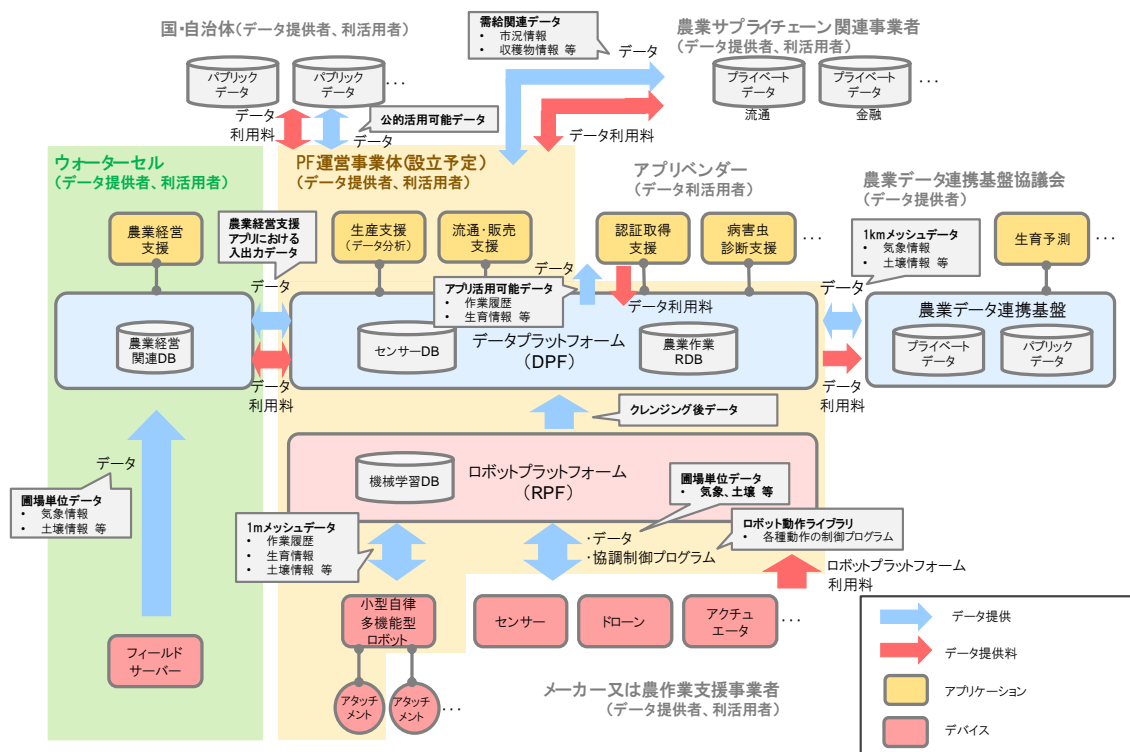 国・自治体(データ提供者、利活用者)
パブリック
データ
パブリック
データ
・・・
データ
利用料
データ
公的活用可能データ
需給関連データ
• 市況情報
• 収穫物情報 等
データ
データ利用料
農業サプライチェーン関連事業者
(データ提供者、利活用者)
プライベート
データ
流通
プライベート
データ
金融
・・・
ウォーターセル
(データ提供者、利活用者)
PF運営事業体(設立予定)
(データ提供者、利活用者)
アプリベンダー
(データ利活用者)
農業データ連携基盤協議会
(データ提供者)
農業経営
支援
農業経営支援
アプリにおける
入出力データ
生産支援
(データ分析)
流通・販売
支援
認証取得
支援
病害虫
診断支援
・・・
1kmメッシュデータ
• 気象情報
• 土壌情報 等
生育予測
・・・
データ
アプリ活用可能データ
• 作業履歴
• 生育情報 等
データ
データ利用料
データ
農業経営
関連DB
センサーDB
データプラットフォーム
(DPF)
農業作業
RDB
農業データ連携基盤
プライベート
データ
パブリック
データ
データ
利用料
データ
利用料
クレンジング後データ
データ
圃場単位データ
• 気象情報
• 土壌情報 等
機械学習DB
ロボットプラットフォーム
(RPF)
圃場単位データ
• 気象、土壌 等
1mメッシュデータ
• 作業履歴
• 生育情報
• 土壌情報 等
・データ
・協調制御プログラム
ロボット動作ライブラリ
• 各種動作の制御プログラム
ロボットプラットフォーム
利用料
小型自律
多機能型
ロボット
センサー
ドローン
アクチュ
エータ
・・・
フィールド
サーバー
アタッチ
メント
アタッチ
メント
・・・
メーカー又は農作業支援事業者
(データ提供者、利活用者)
データ提供
データ提供料
アプリケーション
デバイス